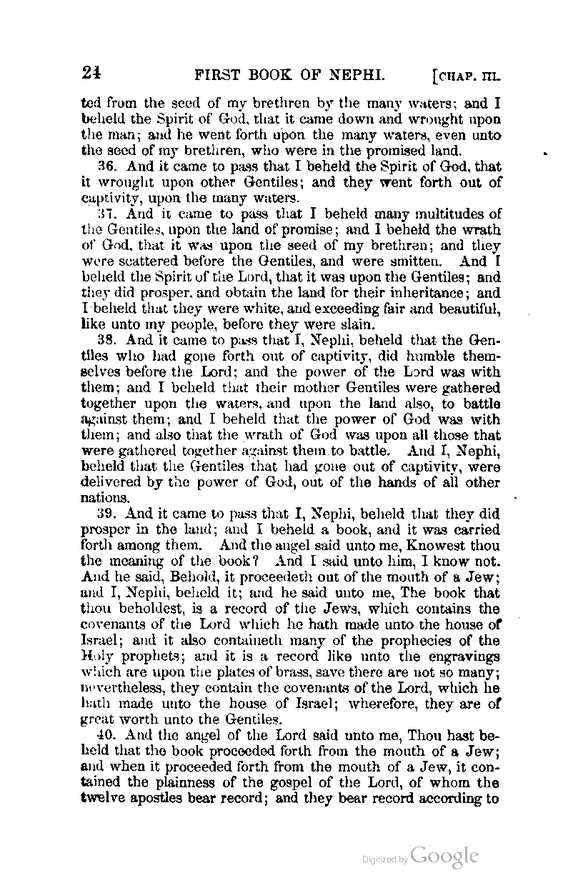 24 FIRST BOOK OF NEPHI. [CHAP. III.
ted from the seed of my brethren by the many waters; and I
beheld the Spirit of God, that it came down and wrought upon
the man; and he went forth upon the many waters, even unto
the seed of my brethren, who were in the promised land.
36. And it came to pass that I beheld the Spirit of God, that
it wrought upon other Gentiles; and they went forth out of
captivity, upon the many waters.
37. And it came to pass that I beheld many multitudes of
the Gentiles, upon the land of promise; and I beheld the wrath
of God, that it was upon the seed of my brethren; and they
were scattered before the Gentiles, and were smitten. And I
beheld the Spirit of the Lord, that it was upon the Gentiles; and
they did prosper, and obtain the land for their inheritance; and
I beheld that they were white, and exceeding fair and beautiful,
like unto my people, before they were slain.
38. And it came to pass that I, Nephi, beheld that the Gen-
tiles who had gone forth out of captivity, did humble them-
selves before the Lord; and the power of the Lord was with
them; and I beheld that their mother Gentiles were gathered
together upon the waters, and upon the land also, to battle
against them; and I beheld that the power of God was with
them; and also that the wrath of God was upon all those that
were gathered together against them to battle. And I, Nephi,
beheld that the Gentiles that had gone out of captivity, were
delivered by the power of God, out of the hands of all other
nations.
39. And it came to pass that I, Nephi, beheld that they did
prosper in the land; and I beheld a book, and it was carried
forth among them. And the angel said unto me, Knowest thou
the meaning of the book? And I said unto him, I know not.
And he said, Behold, it proceedeth out of the mouth of a Jew;
and I, Nephi, beheld it; and he said unto me, The book that
thou beholdest, is a record of the Jews, which contains the
covenants of the Lord which he hath made unto the house of
Israel; and it also containeth many of the prophecies of the
Holy prophets; and it is a record like unto the engravings
which are upon the plates of brass, save there are not so many;
nevertheless, they contain the covenants of the Lord, which he
hath made unto the house of Israel; wherefore, they are of
great worth unto the Gentiles.
40. And the angel of the Lord said unto me, Thou hast be-
held that the book proceeded forth from the mouth of a Jew;
and when it proceeded forth from the mouth of a Jew, it con-
tained the plainness of the gospel of the Lord, of whom the
twelve apostles bear record; and they bear record according to
Digitized by Google